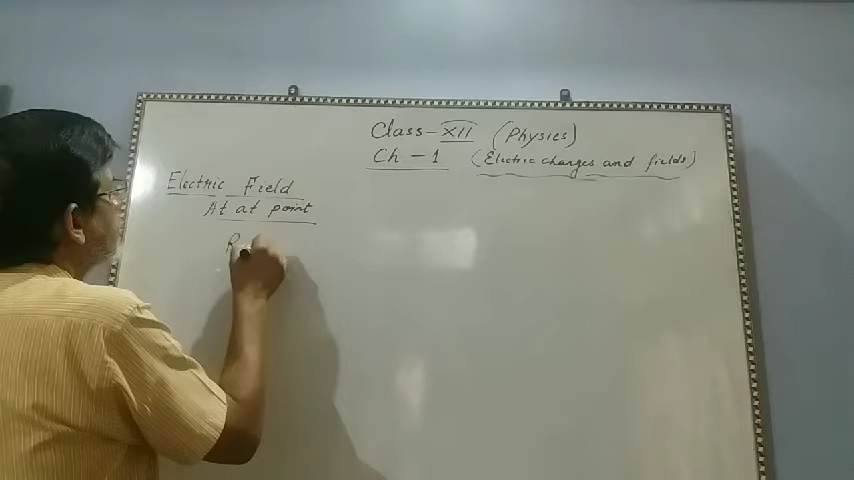 Class - XII (Physics)
Ch - 1 (Electric charges and fields)
Electric Field
At at point
R